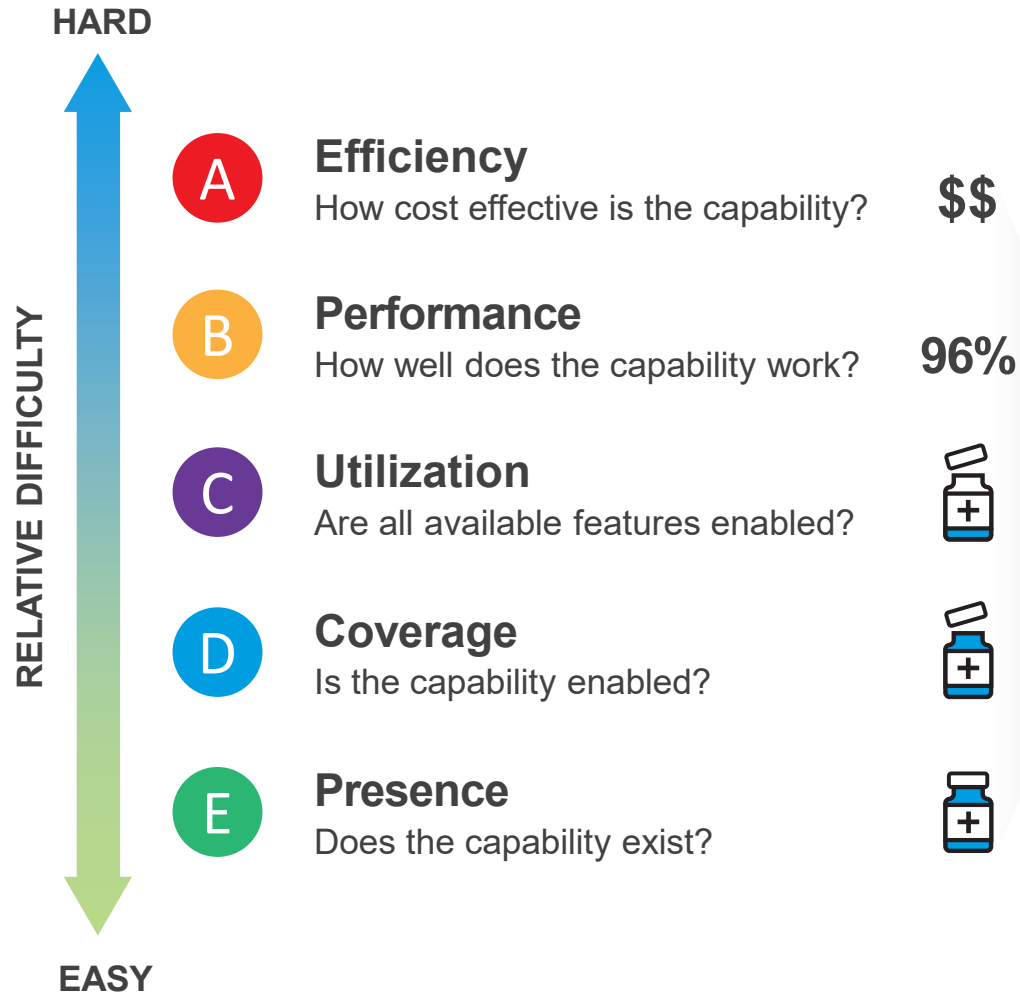 HARD
RELATIVE DIFFICULTY
A
Efficiency
How cost effective is the capability?
$$
B
Performance
How well does the capability work?
96%
C
Utilization
Are all available features enabled?
D
Coverage
Is the capability enabled?
E
Presence
Does the capability exist?
EASY